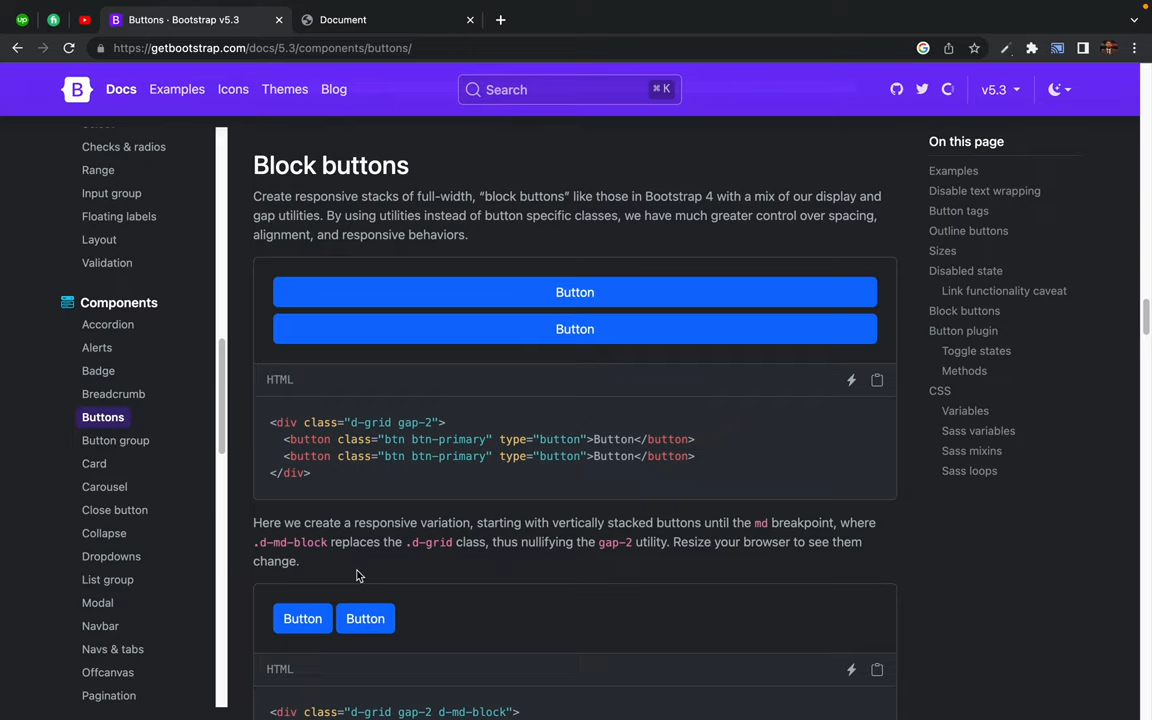 Buttons · Bootstrap v5.3
Document
https://getbootstrap.com/docs/5.3/components/buttons/
B
Docs
Examples
Icons
Themes
Blog
Search
⌘ K
v5.3
Checks & radios
Range
Input group
Floating labels
Layout
Validation
Components
Accordion
Alerts
Badge
Breadcrumb
Buttons
Button group
Card
Carousel
Close button
Collapse
Dropdowns
List group
Modal
Navbar
Navs & tabs
Offcanvas
Pagination
Block buttons
Create responsive stacks of full-width, “block buttons” like those in Bootstrap 4 with a mix of our display and
gap utilities. By using utilities instead of button specific classes, we have much greater control over spacing,
alignment, and responsive behaviors.
Button
Button
HTML
<div class="d-grid gap-2">
<button class="btn btn-primary" type="button">Button</button>
<button class="btn btn-primary" type="button">Button</button>
</div>
Here we create a responsive variation, starting with vertically stacked buttons until the md breakpoint, where
.d-md-block replaces the .d-grid class, thus nullifying the gap-2 utility. Resize your browser to see them
change.
Button Button
HTML
<div class="d-grid gap-2 d-md-block">
On this page
Examples
Disable text wrapping
Button tags
Outline buttons
Sizes
Disabled state
Link functionality caveat
Block buttons
Button plugin
Toggle states
Methods
CSS
Variables
Sass variables
Sass mixins
Sass loops